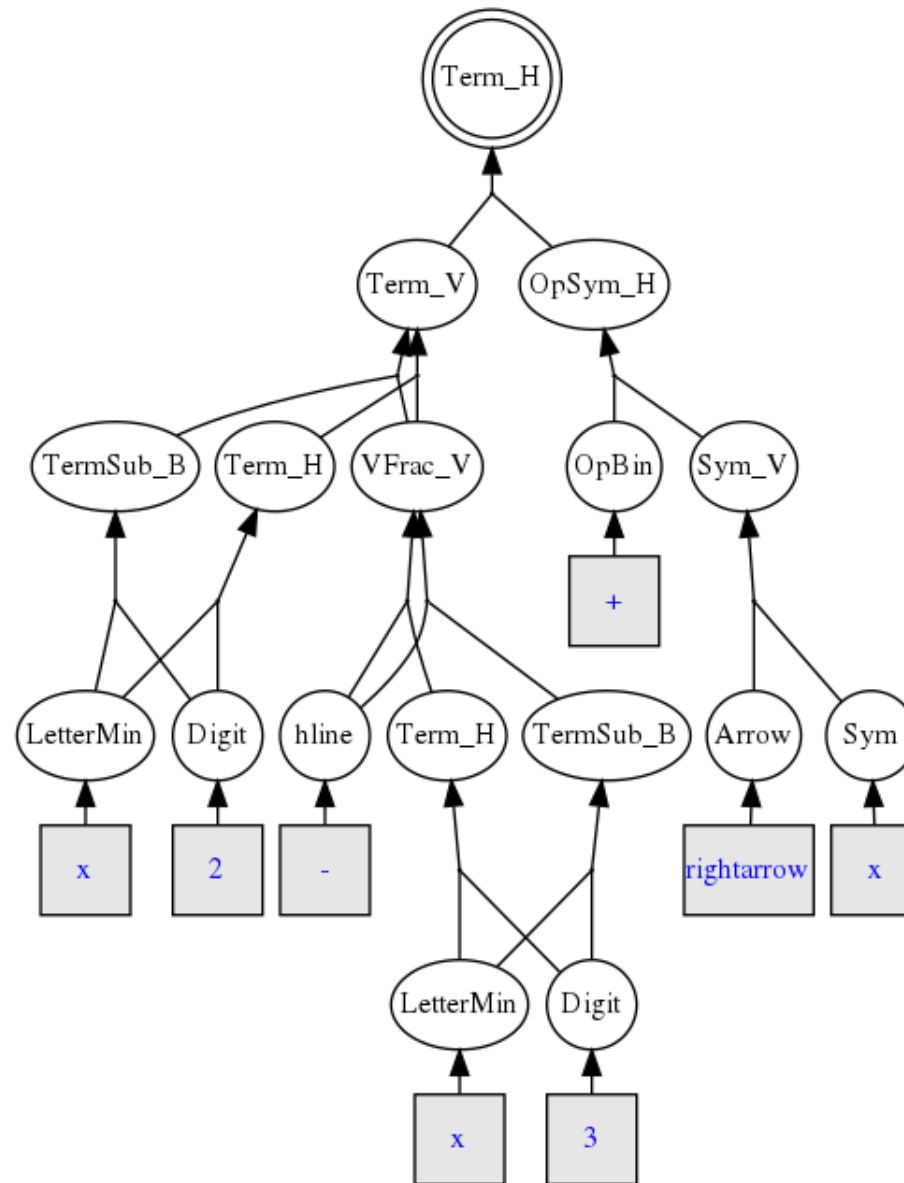 Term_H
Term_V OpSym_H
TermSub_B Term_H VFrac_V OpBin Sym_V
+
LetterMin Digit hline Term_H TermSub_B Arrow Sym
x 2 - rightarrow x
LetterMin Digit
x 3